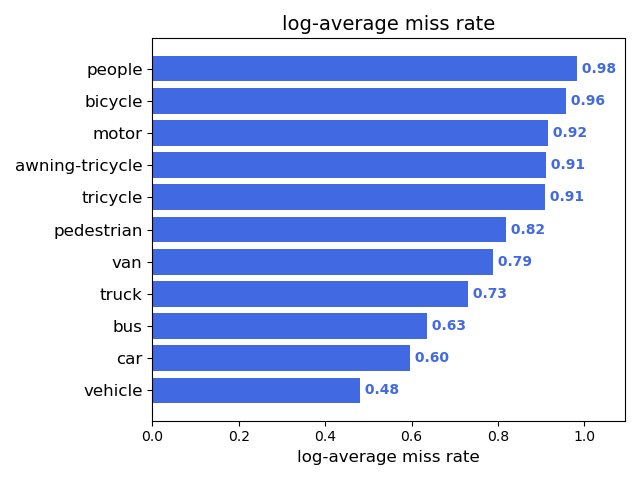 log-average miss rate
people 0.98
bicycle 0.96
motor 0.92
awning-tricycle 0.91
tricycle 0.91
pedestrian 0.82
van 0.79
truck 0.73
bus 0.63
car 0.60
vehicle 0.48
0.0 0.2 0.4 0.6 0.8 1.0
log-average miss rate